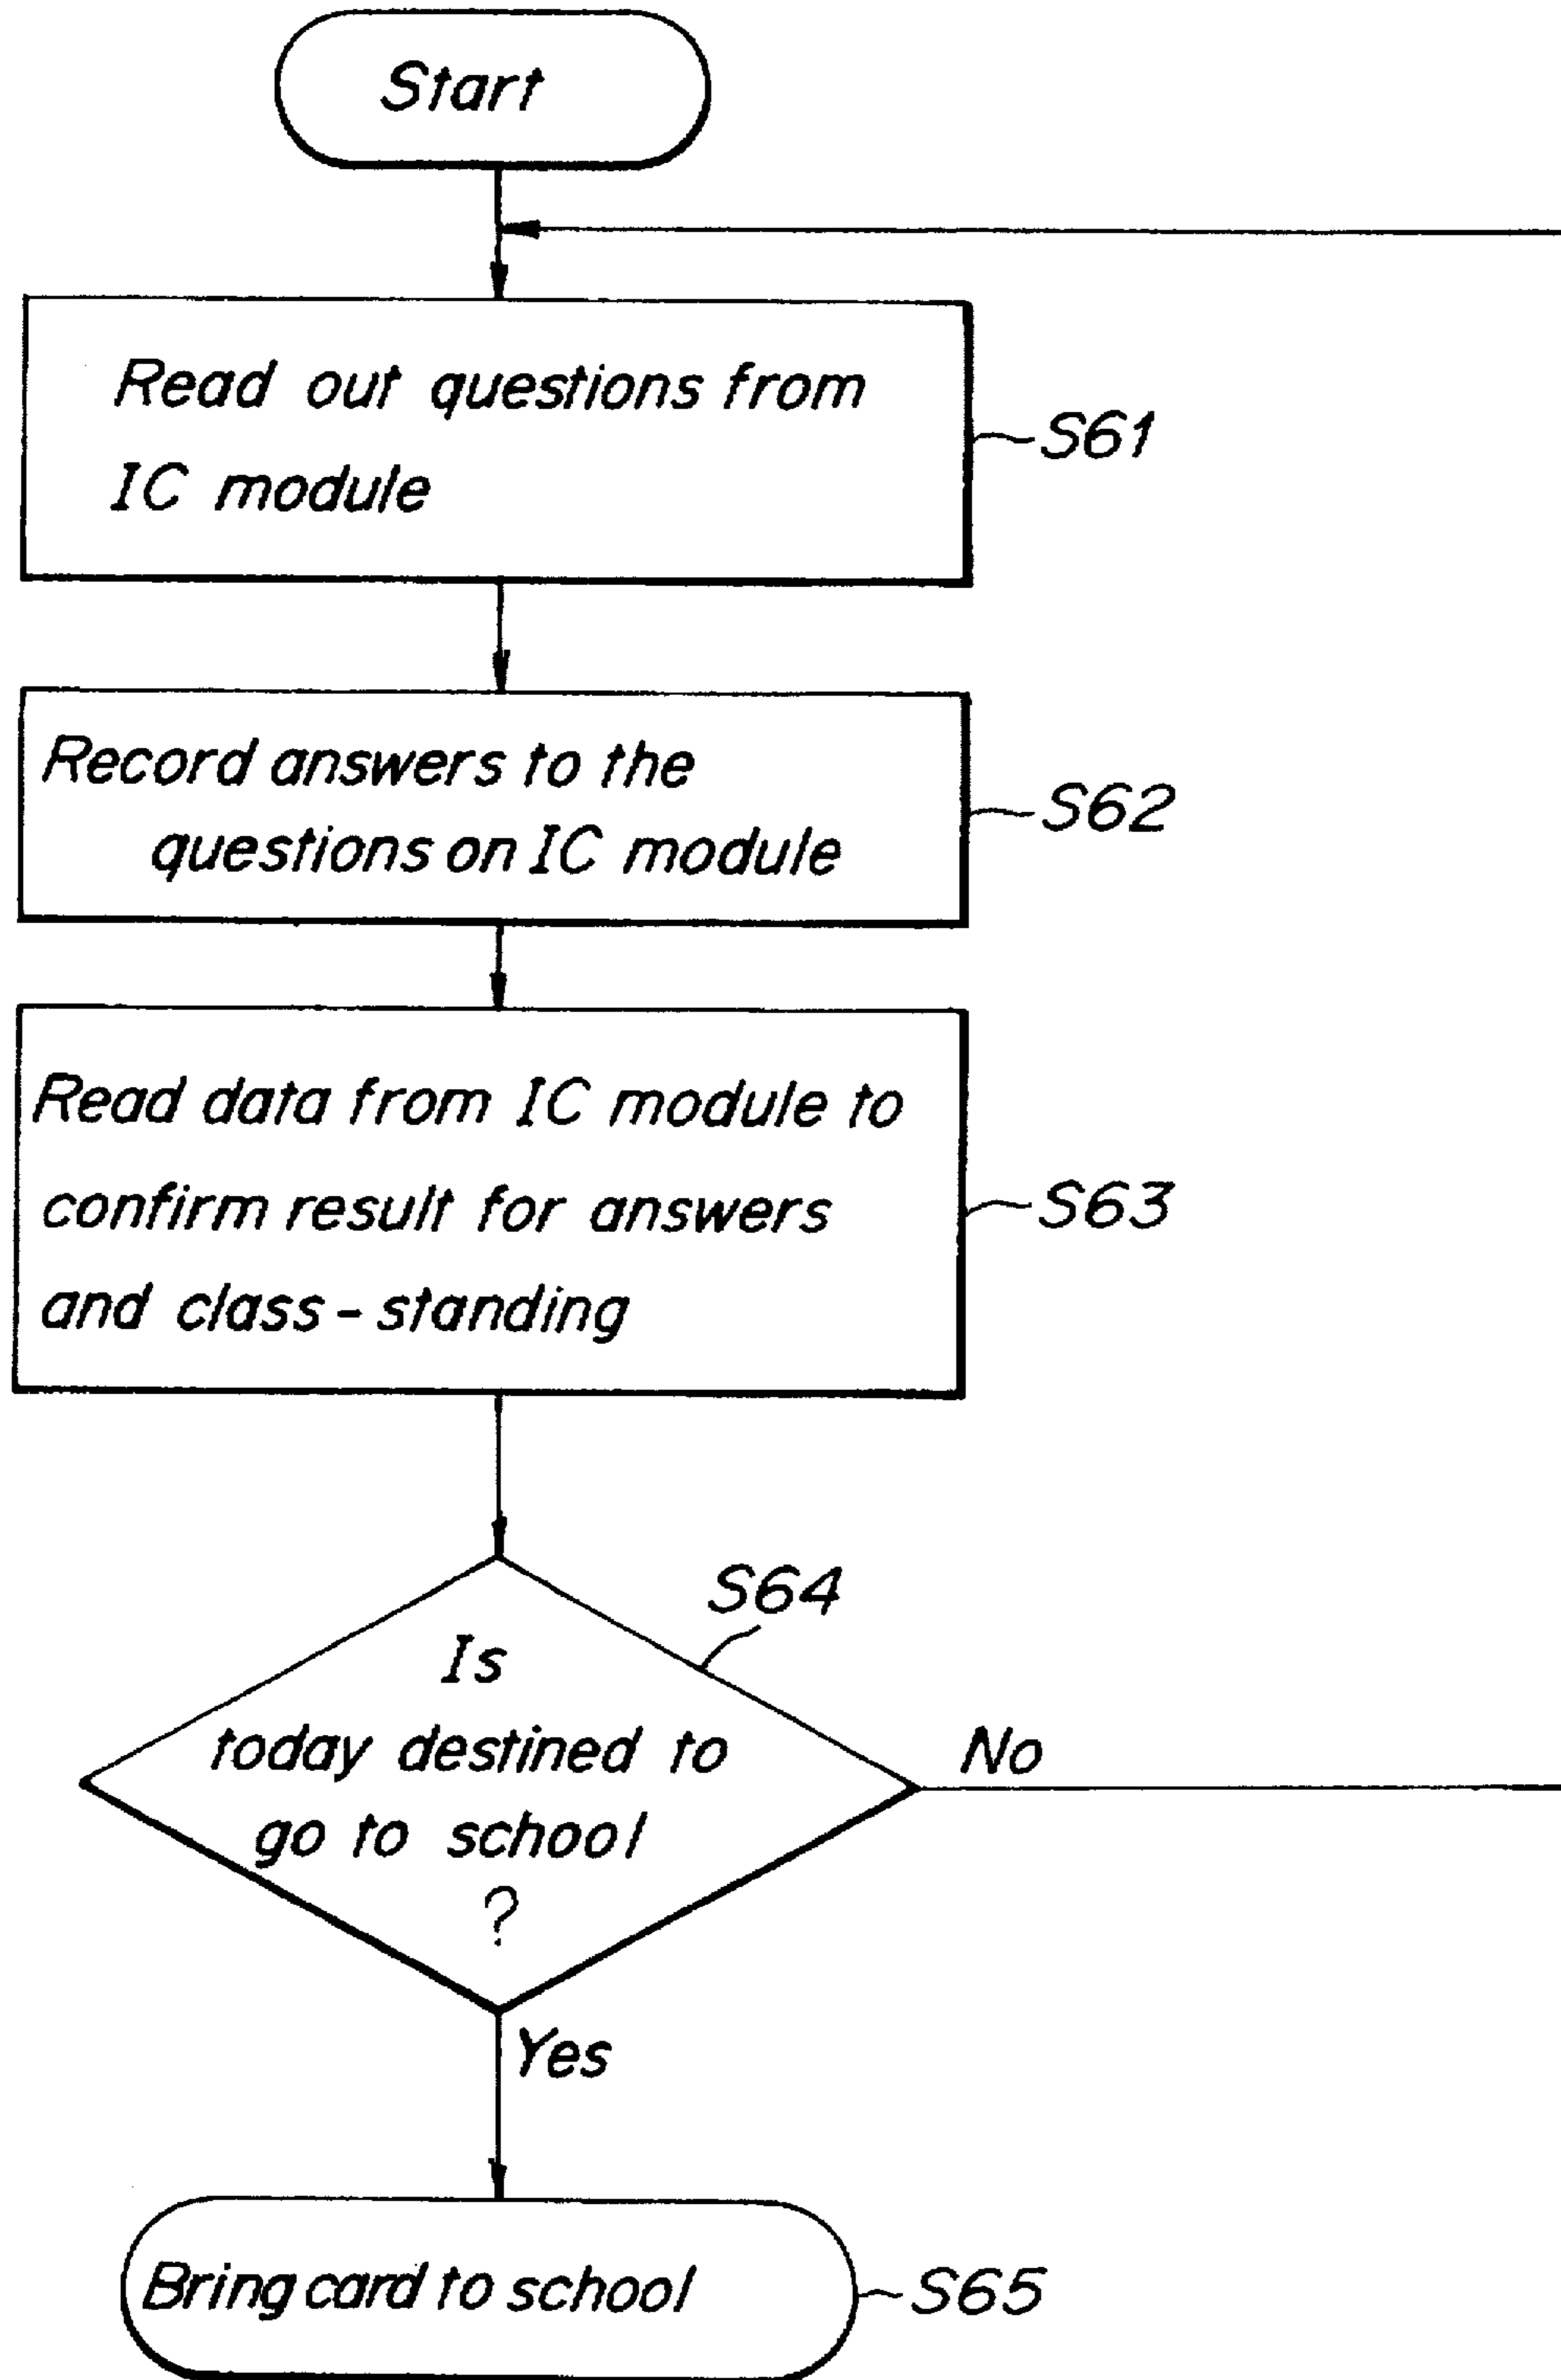 Start
Read out questions from
IC module
S61
Record answers to the
questions on IC module
S62
Read data from IC module to
confirm result for answers
and class-standing
S63
S64
Is
today destined to
go to school
?
No
Yes
Bring card to school
S65